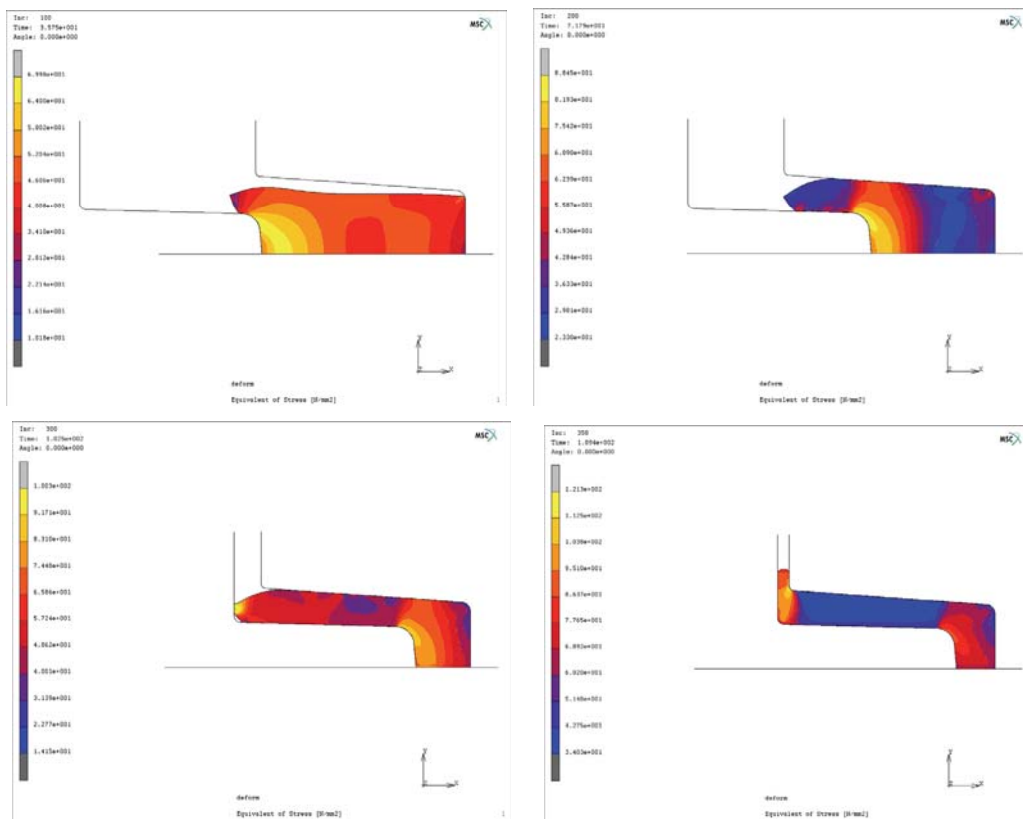 Inc: 100
Time: 3.575e+001
Angle: 0.000e+000
MSC
6.998e+001
6.400e+001
5.802e+001
5.204e+001
4.606e+001
4.008e+001
3.410e+001
2.812e+001
2.214e+001
1.616e+001
1.018e+001
Y
Z X
deform
Equivalent of Stress [N/mm2]
1
Inc: 200
Time: 7.179e+001
Angle: 0.000e+000
MSC
8.845e+001
8.193e+001
7.542e+001
6.890e+001
6.239e+001
5.587e+001
4.936e+001
4.284e+001
3.633e+001
2.981e+001
2.330e+001
Y
Z X
deform
Equivalent of Stress [N/mm2]
Inc: 300
Time: 1.025e+002
Angle: 0.000e+000
MSC
1.003e+002
9.171e+001
8.310e+001
7.448e+001
6.586e+001
5.724e+001
4.862e+001
4.001e+001
3.139e+001
2.277e+001
1.415e+001
Y
Z X
deform
Equivalent of Stress [N/mm2]
1
Inc: 350
Time: 1.094e+002
Angle: 0.000e+000
MSC
1.213e+002
1.125e+002
1.038e+002
9.510e+001
8.637e+001
7.765e+001
6.892e+001
6.020e+001
5.148e+001
4.275e+001
3.403e+001
Y
Z X
deform
Equivalent of Stress [N/mm2]